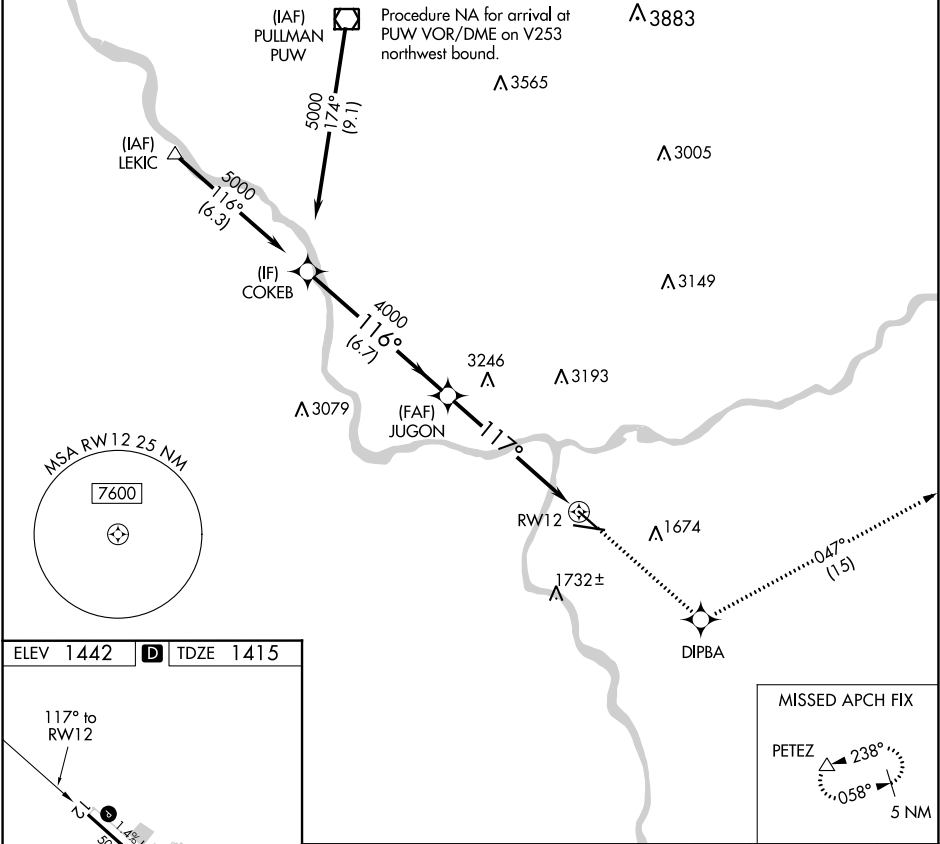 (IAF)
PULLMAN
PUW
Procedure NA for arrival at
PUW VOR/DME on V253
northwest bound.
3883
3565
5000
174°
(9.1)
(IAF)
LEKIC
3005
5000
116°
(6.3)
(IF)
COKEB
3149
4000
116°
(6.7)
3246
3193
3079
(FAF)
JUGON
117°
MSA RW12 25 NM
7600
RW12
1674
047°
(15)
1732±
DIPBA
ELEV 1442 D TDZE 1415
117° to
RW12
12
P
1.4%
MISSED APCH FIX
PETEZ
238°
058°
5 NM